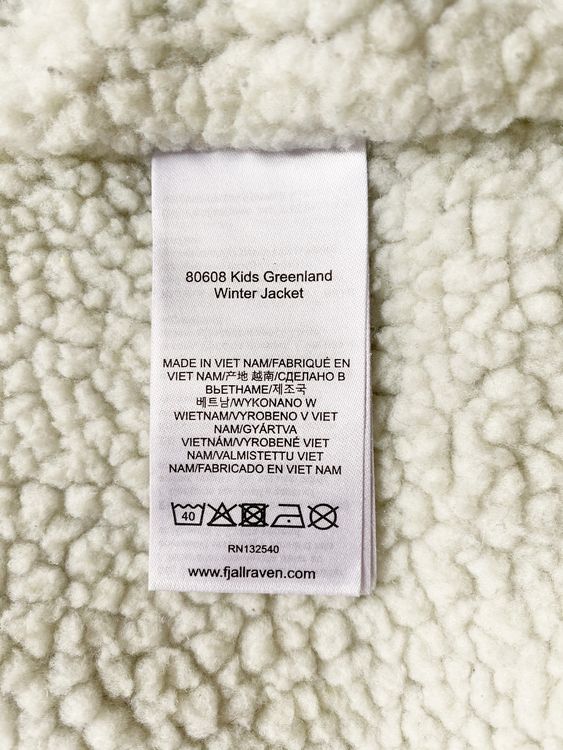 80608 Kids Greenland
Winter Jacket
MADE IN VIET NAM/FABRIQUÉ EN
VIET NAM/产地 越南/СДЕЛАНО В
ВЬЕТНАМЕ/제조국
베트남/WYKONANO W
WIETNAM/VYROBENO V VIET
NAM/GYÁRTVA
VIETNÁM/VYROBENÉ VIET
NAM/VALMISTETTU VIET
NAM/FABRICADO EN VIET NAM
40
RN132540
www.fjallraven.com